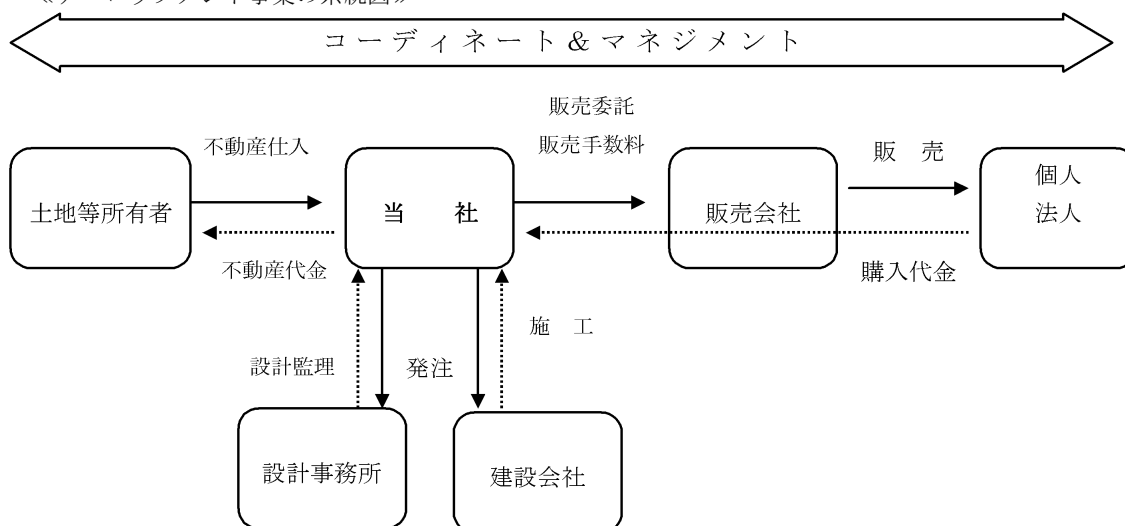 コーディネート＆マネジメント
販売委託
不動産仕入
販売手数料
販　売
土地等所有者
当　社
販売会社
個人
法人
不動産代金
購入代金
施　工
設計監理
発注
設計事務所
建設会社